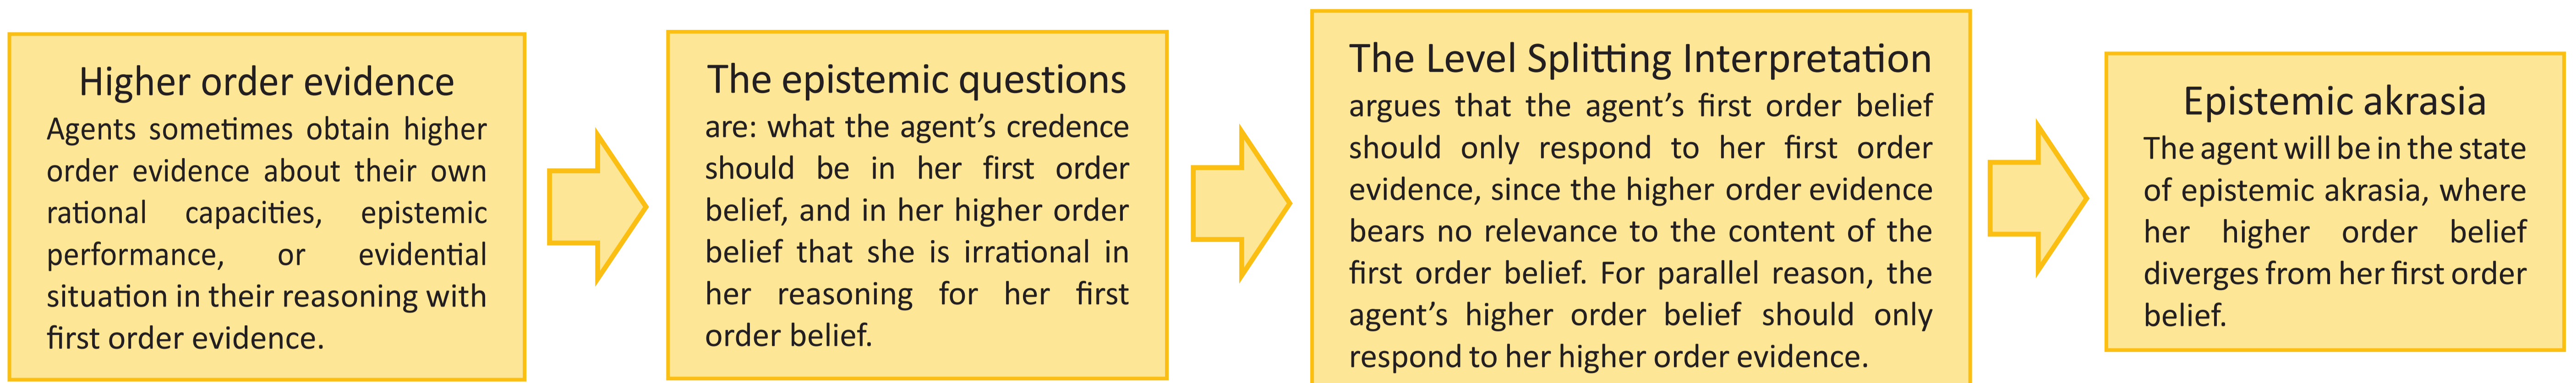 Higher order evidence
Agents sometimes obtain higher
order evidence about their own
rational capacities, epistemic
performance, or evidential
situation in their reasoning with
first order evidence.
The epistemic questions
are: what the agent’s credence
should be in her first order
belief, and in her higher order
belief that she is irrational in
her reasoning for her first
order belief.
The Level Splitting Interpretation
argues that the agent’s first order belief
should only respond to her first order
evidence, since the higher order evidence
bears no relevance to the content of the
first order belief. For parallel reason, the
agent’s higher order belief should only
respond to her higher order evidence.
Epistemic akrasia
The agent will be in the state
of epistemic akrasia, where
her higher order belief
diverges from her first order
belief.